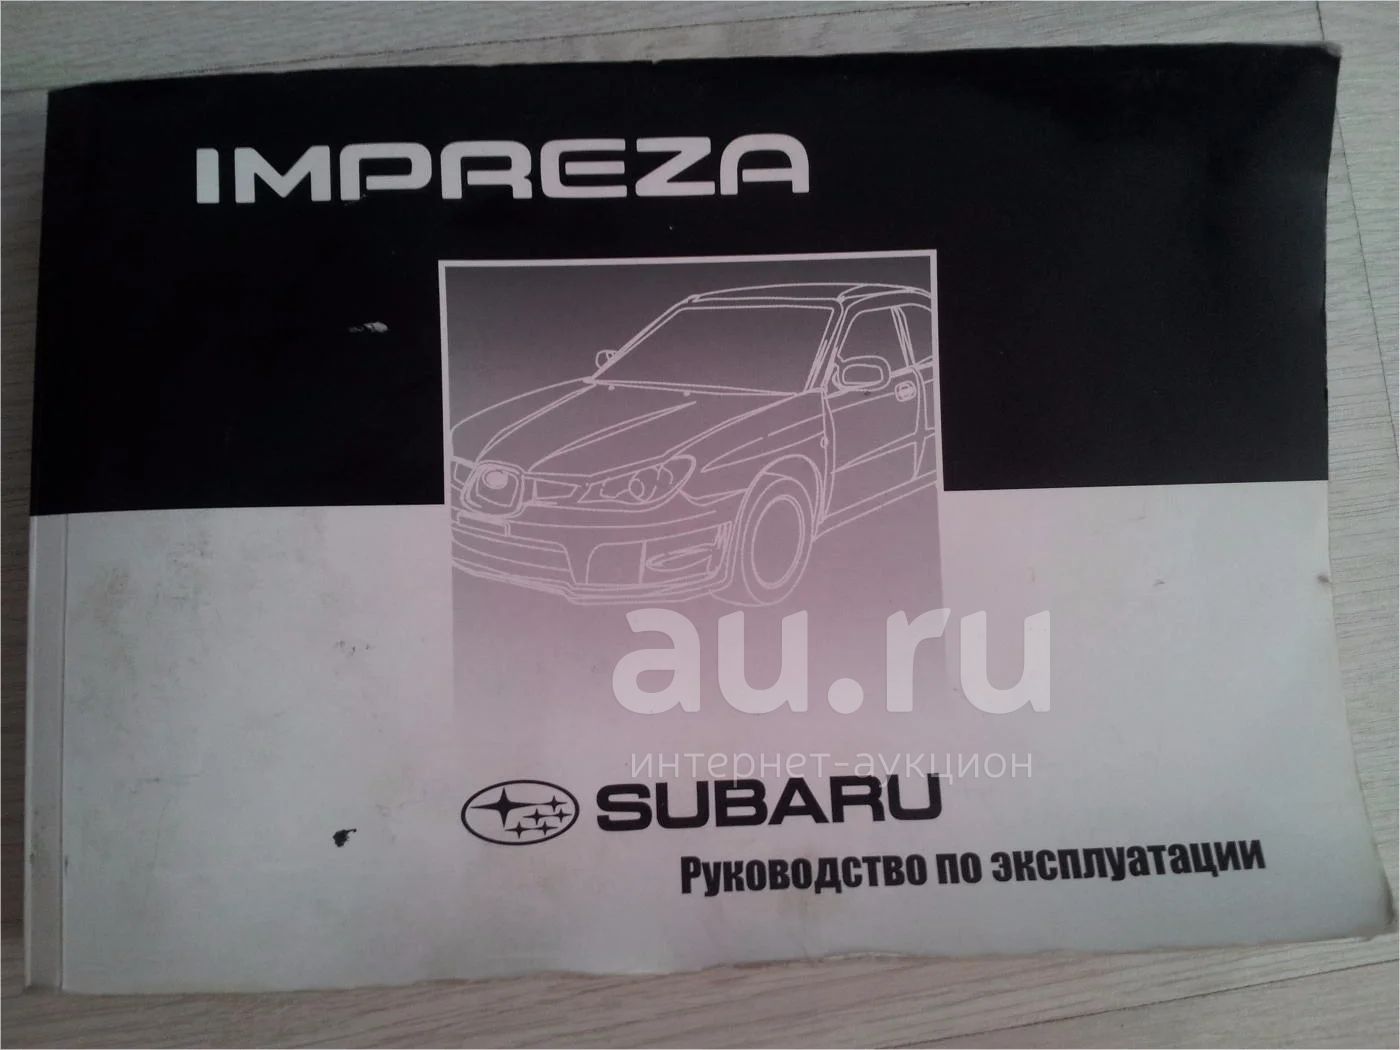 IMPREZA
au.ru
интернет-аукцион
SUBARU
Руководство по эксплуатации